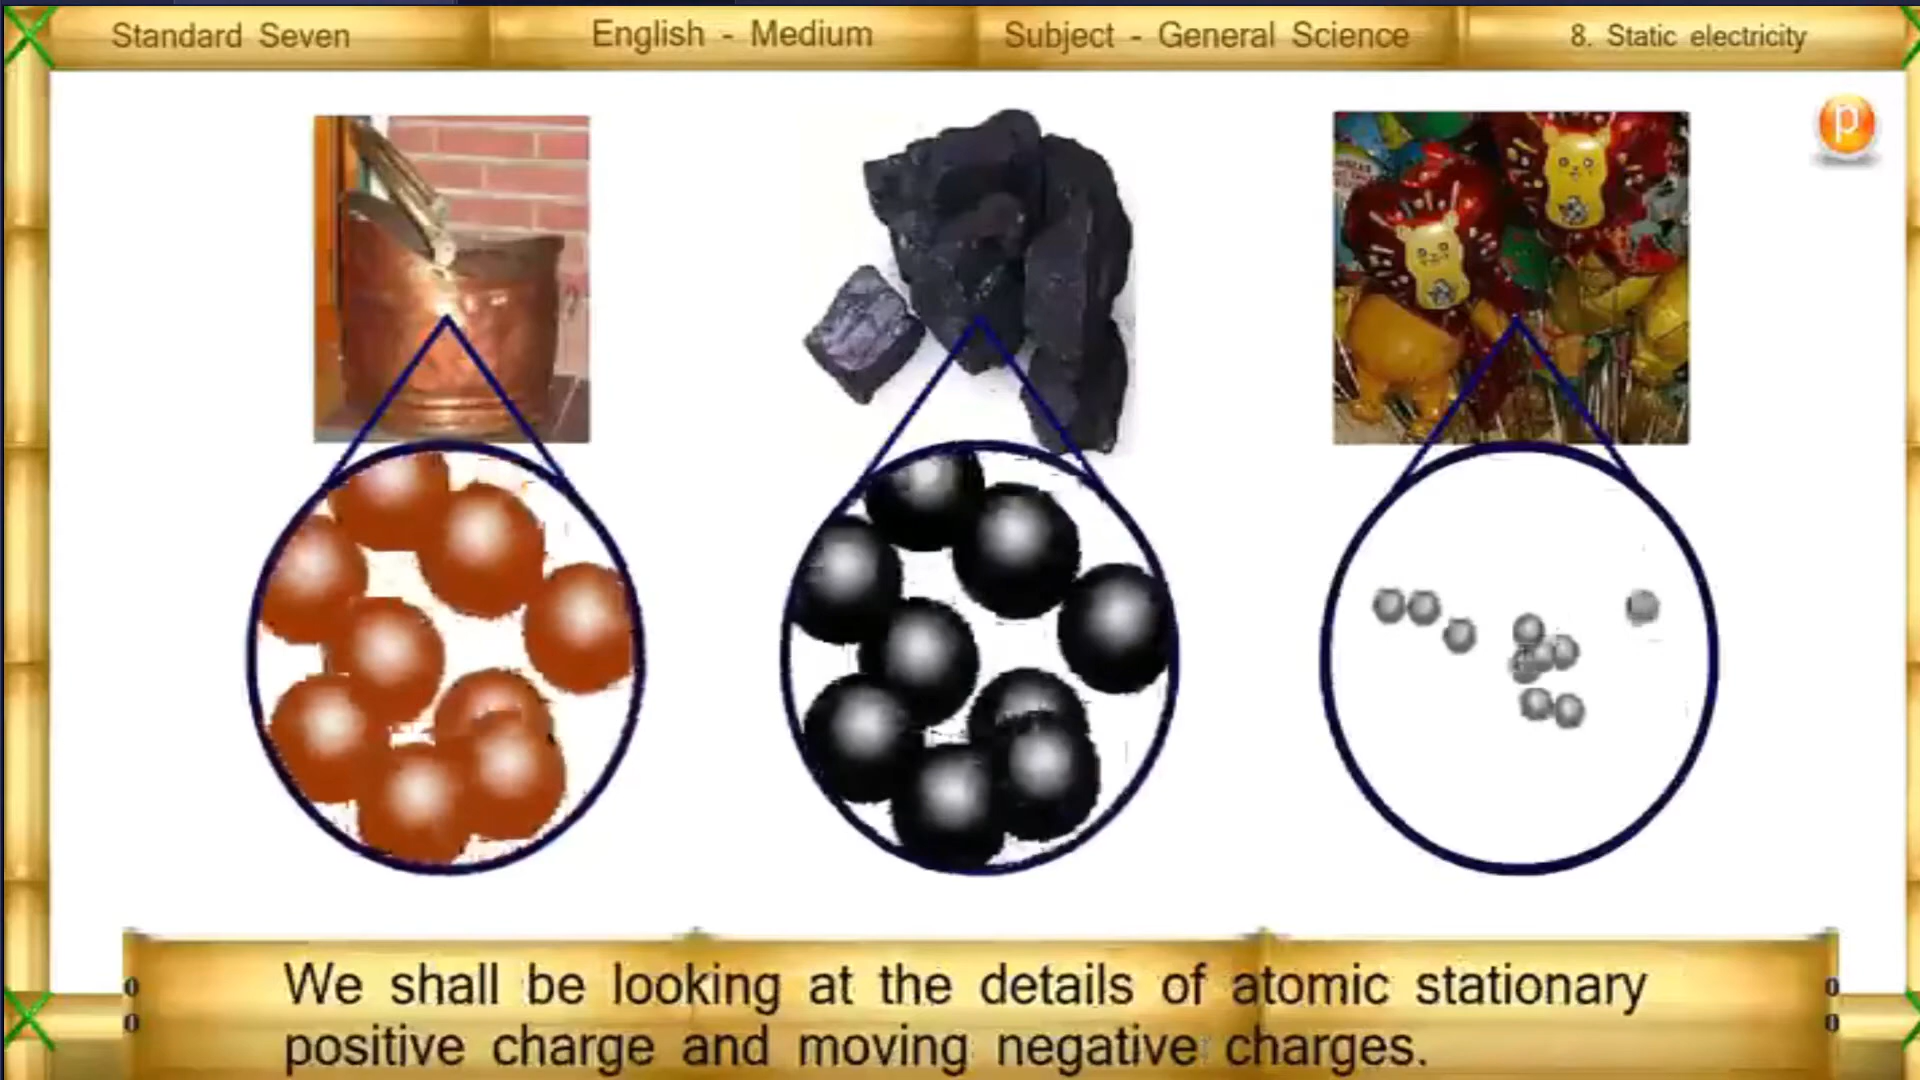 Standard Seven
English - Medium
Subject - General Science
8. Static electricity
p
We shall be looking at the details of atomic stationary
positive charge and moving negative charges.